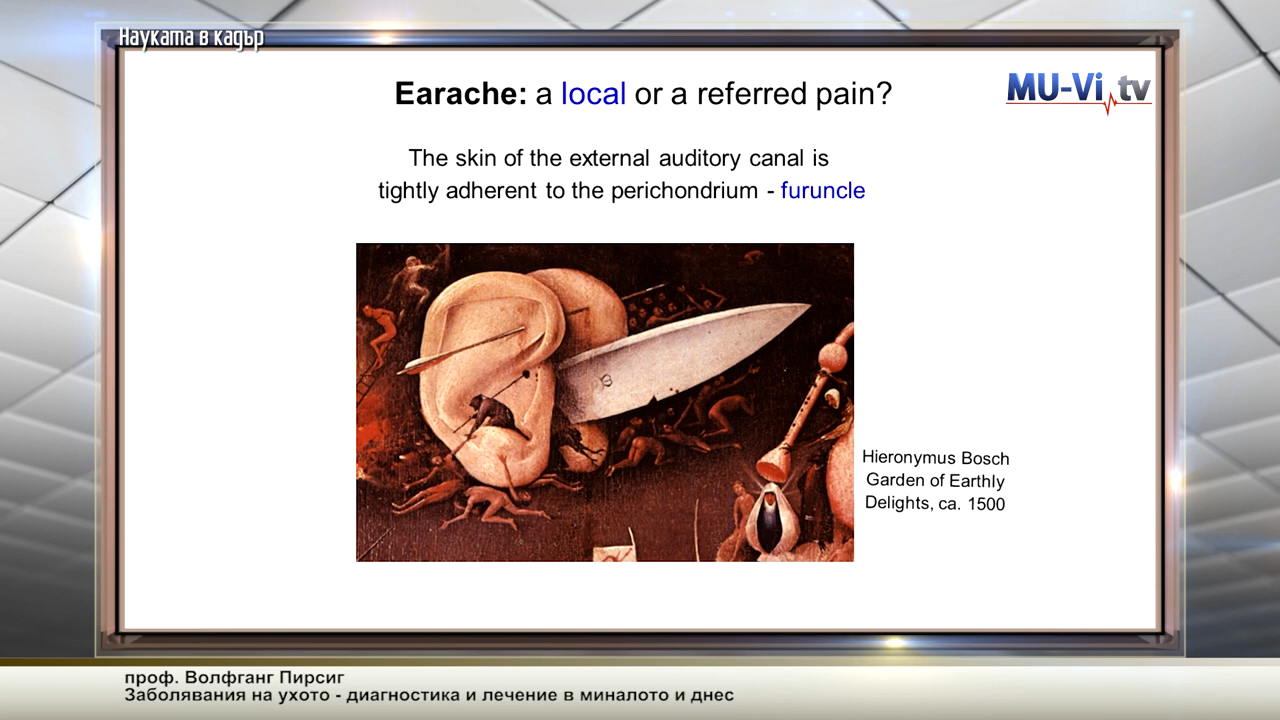 Науката в кадър
Earache: a local or a referred pain?
MU-Vi.tv
The skin of the external auditory canal is
tightly adherent to the perichondrium - furuncle
Hieronymus Bosch
Garden of Earthly
Delights, ca. 1500
проф. Волфганг Пирсиг
Заболявания на ухото - диагностика и лечение в миналото и днес